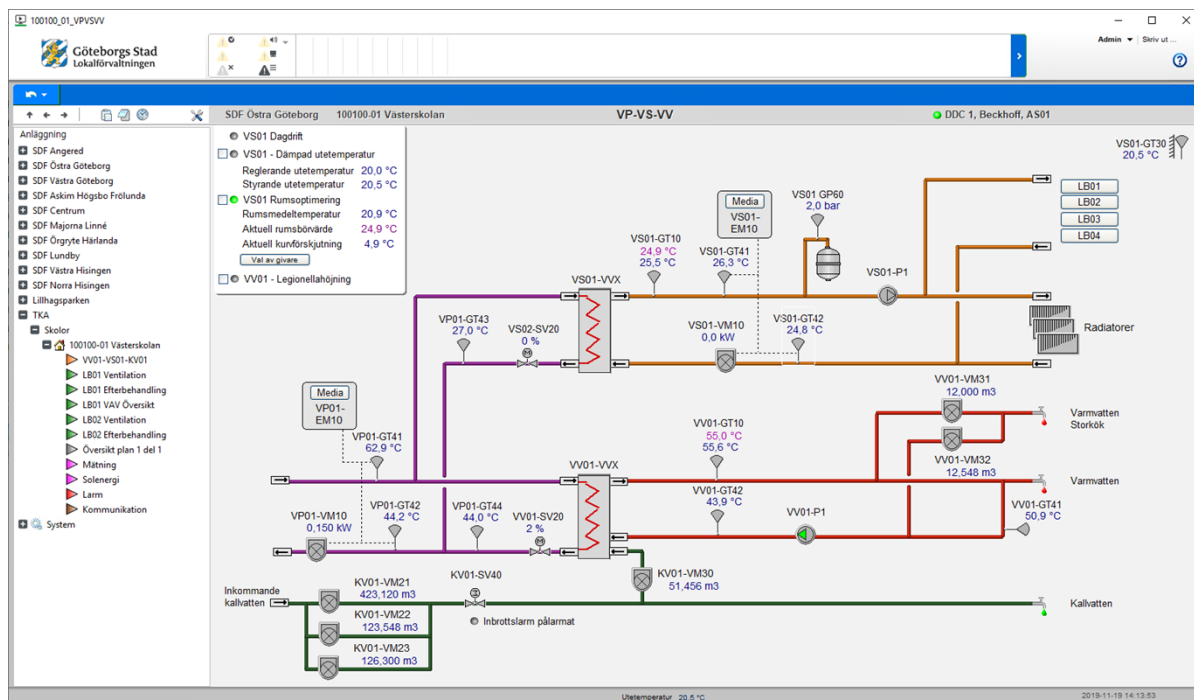 100100_01_VPVSVV
Göteborgs Stad
Lokalförvaltningen
Admin
Skriv ut ...
SDF Östra Göteborg 100100-01 Västerskolan VP-VS-VV DDC 1, Beckhoff, AS01
Anläggning
SDF Angered
SDF Östra Göteborg
SDF Västra Göteborg
SDF Askim Högsbo Frölunda
SDF Centrum
SDF Majorna Linné
SDF Örgryte Härlanda
SDF Lundby
SDF Västra Hisingen
SDF Norra Hisingen
Lillhagsparken
TKA
Skolor
100100-01 Västerskolan
VV01-VS01-KV01
LB01 Ventilation
LB01 Efterbehandling
LB01 VAV Översikt
LB02 Ventilation
LB02 Efterbehandling
Översikt plan 1 del 1
Mätning
Solenergi
Larm
Kommunikation
System
VS01 Dagdrift
VS01 - Dämpad utetemperatur
Reglerande utetemperatur 20,0 °C
Styrande utetemperatur 20,5 °C
VS01 Rumsoptimering
Rumsmedeltemperatur 20,9 °C
Aktuell rumsbörvärde 24,9 °C
Aktuell kurvförskjutning 4,9 °C
Val av givare
VV01 - Legionellahöjning
VS01-GT30
20,5 °C
LB01
LB02
LB03
LB04
Media
VS01-
EM10
VS01 GP60
2,0 bar
VS01-GT10
24,9 °C
25,5 °C
VS01-GT41
26,3 °C
VS01-P1
VS01-VVX
VP01-GT43
27,0 °C
VS02-SV20
0 %
VS01-VM10
0,0 kW
VS01-GT42
24,8 °C
Radiatorer
Media
VP01-
EM10
VP01-GT41
62,9 °C
VV01-VM31
12,000 m3
Varmvatten
Storkök
VV01-GT10
55,0 °C
55,6 °C
VV01-VM32
12,548 m3
VV01-VVX
Varmvatten
VP01-VM10
0,150 kW
VP01-GT42
44,2 °C
VP01-GT44
44,0 °C
VV01-SV20
2 %
VV01-GT42
43,9 °C
VV01-P1
VV01-GT41
50,9 °C
KV01-VM30
51,456 m3
Inkommande
kallvatten
KV01-VM21
423,120 m3
KV01-SV40
Kallvatten
KV01-VM22
123,548 m3
Inbrottslarm pålarmat
KV01-VM23
126,300 m3
Utetemperatur 20,5 °C
2019-11-19 14:13:53